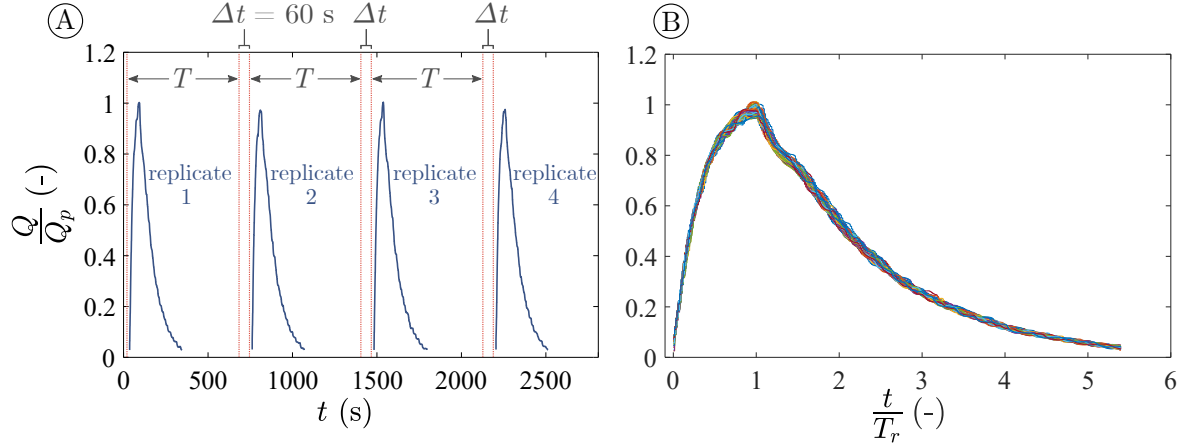 A
Δt = 60 s Δt Δt
T T T
replicate 1
replicate 2
replicate 3
replicate 4
1.2
1
0.8
0.6
0.4
0.2
0
Q/Q_p (-)
0 500 1000 1500 2000 2500
t (s)
B
1.2
1
0.8
0.6
0.4
0.2
0
0 1 2 3 4 5 6
t/T_r (-)